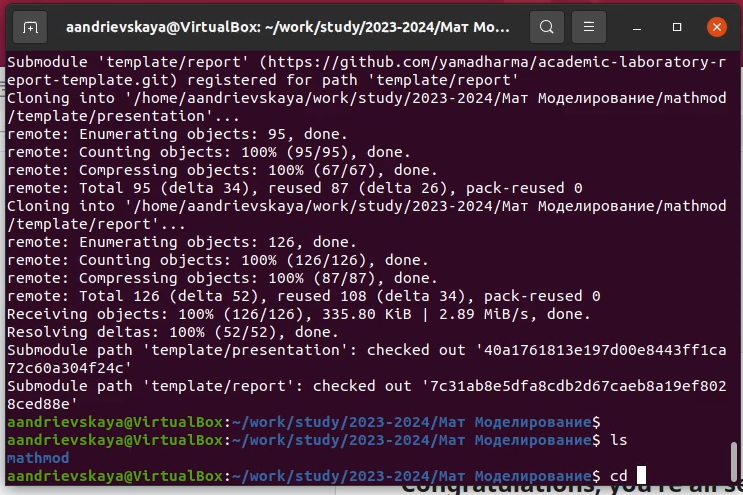 aandrievskaya@VirtualBox: ~/work/study/2023-2024/Мат Мо...
Submodule 'template/report' (https://github.com/yamadharma/academic-laboratory-r
eport-template.git) registered for path 'template/report'
Cloning into '/home/aandrievskaya/work/study/2023-2024/Мат Моделирование/mathmod
/template/presentation'...
remote: Enumerating objects: 95, done.
remote: Counting objects: 100% (95/95), done.
remote: Compressing objects: 100% (67/67), done.
remote: Total 95 (delta 34), reused 87 (delta 26), pack-reused 0
Cloning into '/home/aandrievskaya/work/study/2023-2024/Мат Моделирование/mathmod
/template/report'...
remote: Enumerating objects: 126, done.
remote: Counting objects: 100% (126/126), done.
remote: Compressing objects: 100% (87/87), done.
remote: Total 126 (delta 52), reused 108 (delta 34), pack-reused 0
Receiving objects: 100% (126/126), 335.80 KiB | 2.89 MiB/s, done.
Resolving deltas: 100% (52/52), done.
Submodule path 'template/presentation': checked out '40a1761813e197d00e8443ff1ca
72c60a304f24c'
Submodule path 'template/report': checked out '7c31ab8e5dfa8cdb2d67caeb8a19ef802
8ced88e'
aandrievskaya@VirtualBox:~/work/study/2023-2024/Мат Моделирование$
aandrievskaya@VirtualBox:~/work/study/2023-2024/Мат Моделирование$ ls
mathmod
aandrievskaya@VirtualBox:~/work/study/2023-2024/Мат Моделирование$ cd
Congratulations, you're all se